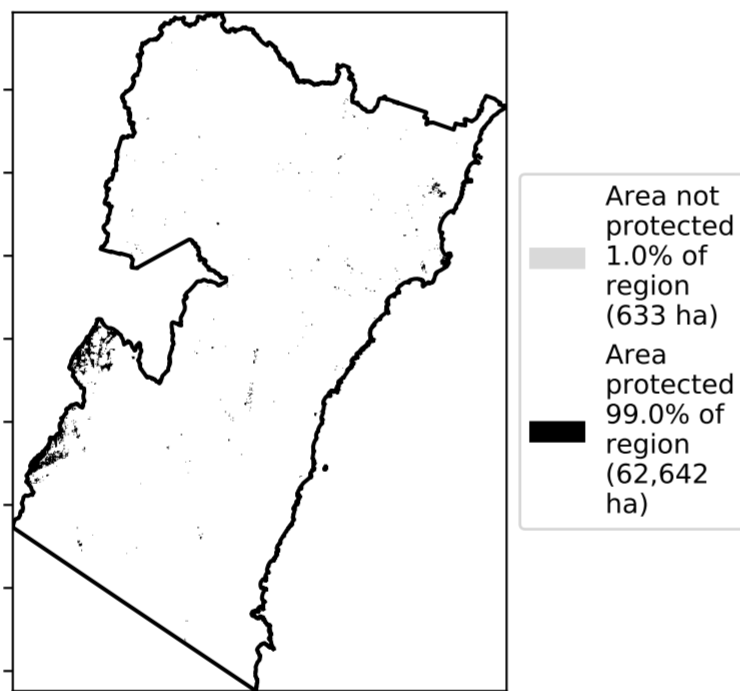 Area not
protected
1.0% of
region
(633 ha)
Area
protected
99.0% of
region
(62,642
ha)